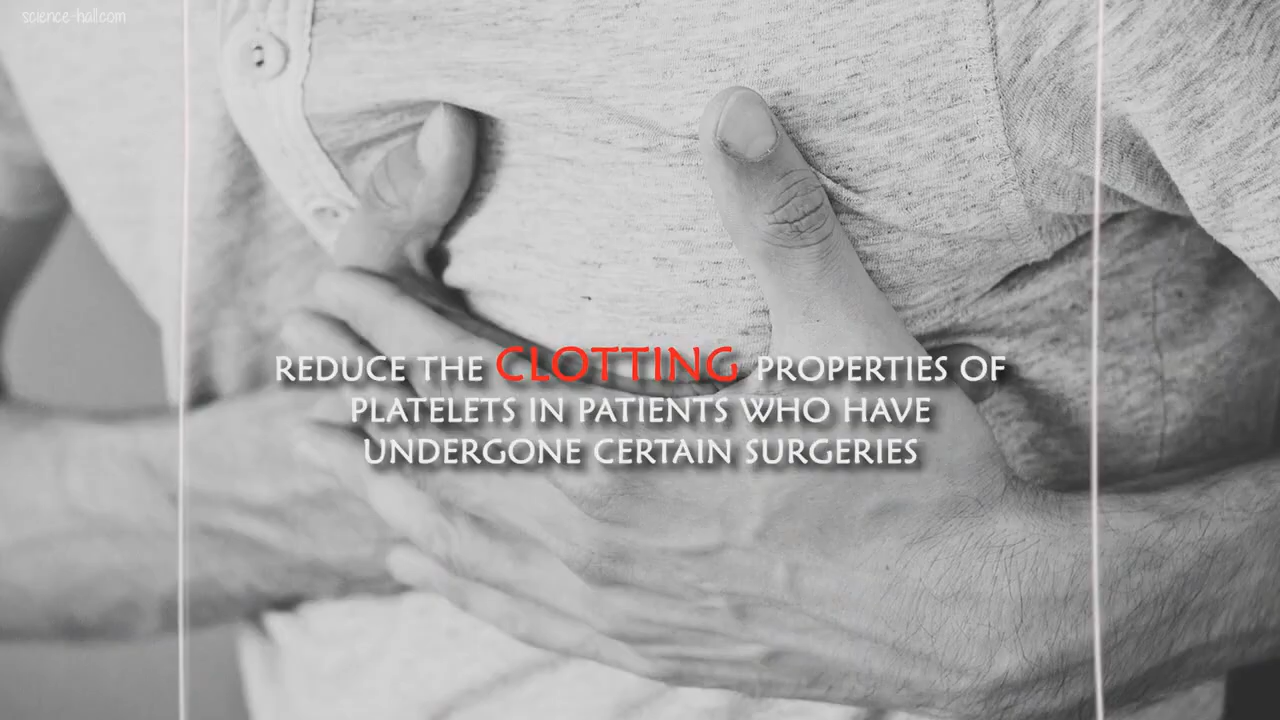 science-hall.com
REDUCE THE CLOTTING PROPERTIES OF
PLATELETS IN PATIENTS WHO HAVE
UNDERGONE CERTAIN SURGERIES